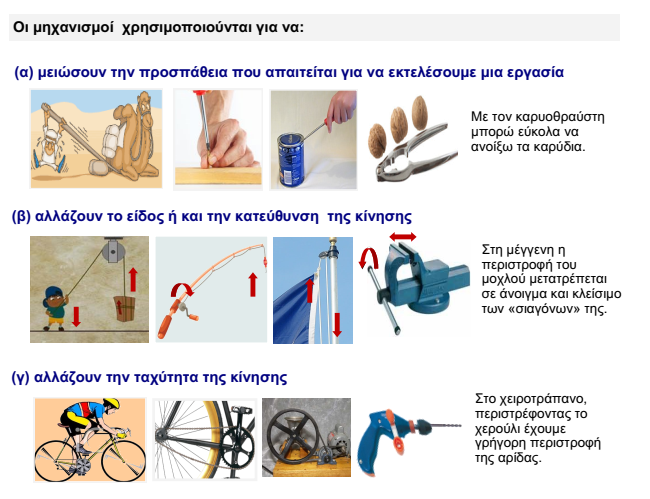 Οι μηχανισμοί χρησιμοποιούνται για να:
(α) μειώσουν την προσπάθεια που απαιτείται για να εκτελέσουμε μια εργασία
Με τον καρυοθραύστη
μπορώ εύκολα να
ανοίξω τα καρύδια.
(β) αλλάζουν το είδος ή και την κατεύθυνση της κίνησης
Στη μέγγενη η
περιστροφή του
μοχλού μετατρέπεται
σε άνοιγμα και κλείσιμο
των «σιαγόνων» της.
(γ) αλλάζουν την ταχύτητα της κίνησης
Στο χειροτράπανο,
περιστρέφοντας το
χερούλι έχουμε
γρήγορη περιστροφή
της αρίδας.